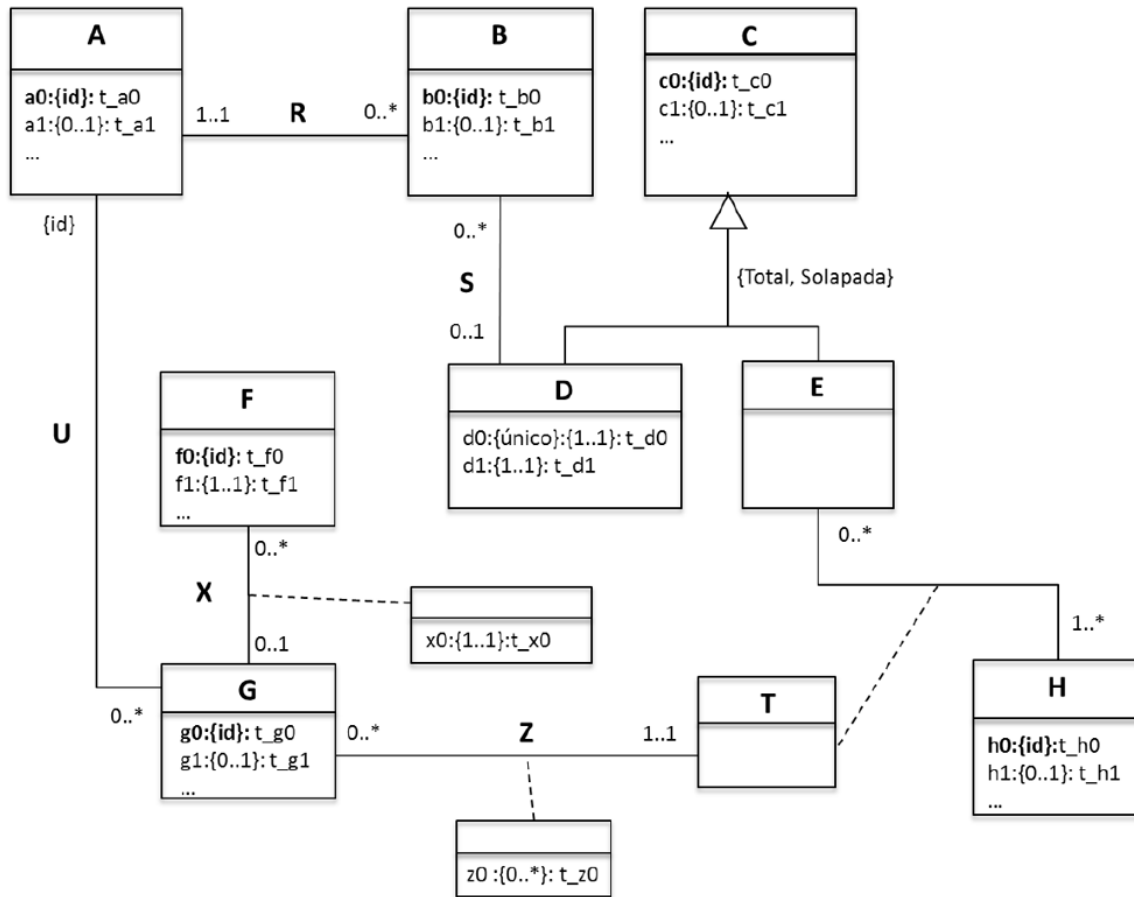 A
a0:{id}: t_a0
a1:{0..1}: t_a1
...
1..1
R
0..*
B
b0:{id}: t_b0
b1:{0..1}: t_b1
...
C
c0:{id}: t_c0
c1:{0..1}: t_c1
...
{id}
0..*
S
0..1
{Total, Solapada}
U
F
f0:{id}: t_f0
f1:{1..1}: t_f1
...
D
d0:{único}:{1..1}: t_d0
d1:{1..1}: t_d1
E
0..*
X
0..1
x0:{1..1}:t_x0
0..*
1..*
0..*
G
g0:{id}: t_g0
g1:{0..1}: t_g1
...
0..*
Z
1..1
T
H
h0:{id}:t_h0
h1:{0..1}: t_h1
...
z0 :{0..*}: t_z0